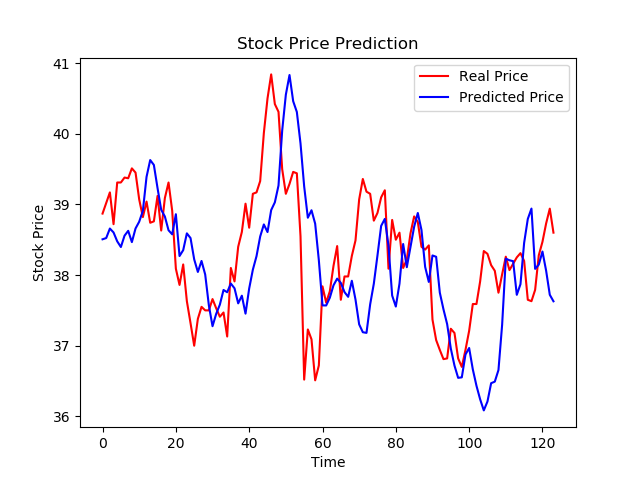 Stock Price Prediction
Real Price
Predicted Price
Stock Price
41
40
39
38
37
36
0 20 40 60 80 100 120
Time